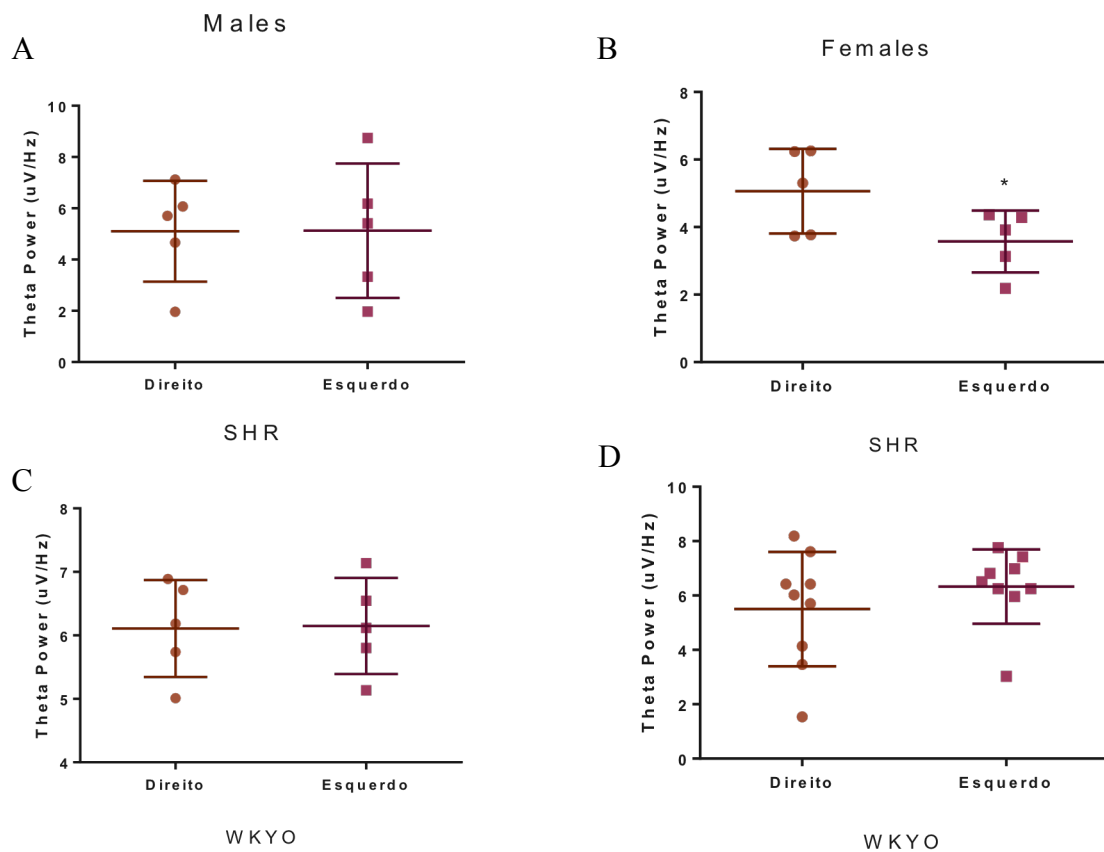 Males
A
Theta Power (uV/Hz)
10
8
6
4
2
0
Direito
Esquerdo
SHR
B
Females
Theta Power (uV/Hz)
8
6
4
2
0
*
Direito
Esquerdo
SHR
C
Theta Power (uV/Hz)
8
7
6
5
4
Direito
Esquerdo
WKYO
D
Theta Power (uV/Hz)
10
8
6
4
2
0
Direito
Esquerdo
WKYO